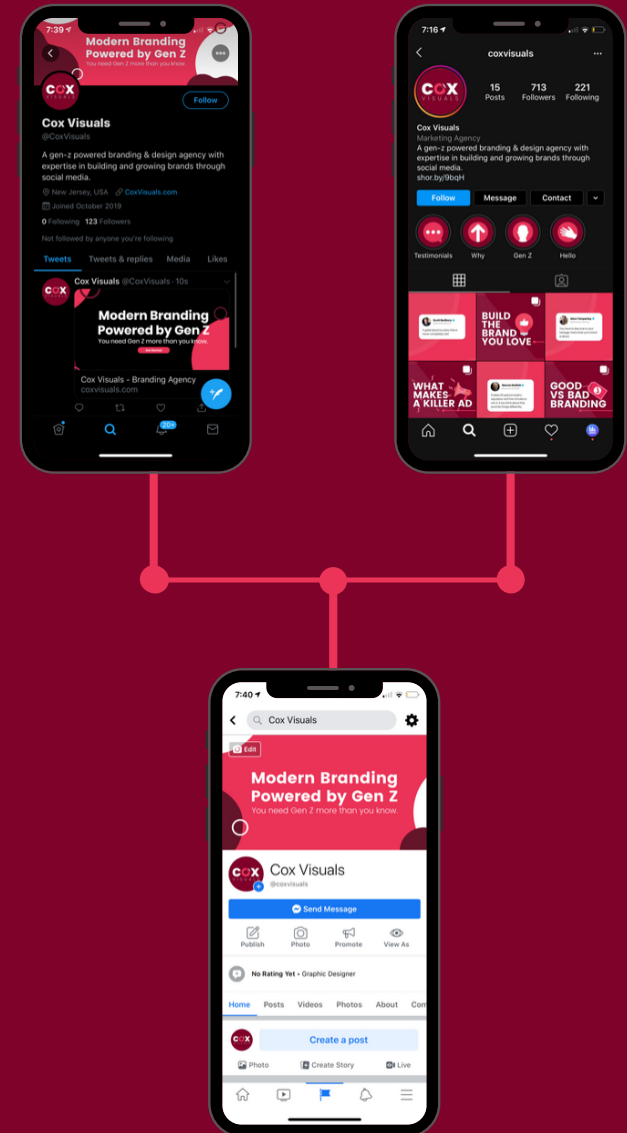 7:39
Modern Branding
Powered by Gen Z
You need Gen Z more than you know.
COX
VISUALS
Follow
Cox Visuals
@CoxVisuals
A gen-z powered branding & design agency with
expertise in building and growing brands through
social media.
New Jersey, USA CoxVisuals.com
Joined October 2019
0 Following 123 Followers
Not followed by anyone you're following
Tweets Tweets & replies Media Likes
COX
Cox Visuals @CoxVisuals · 10s
Modern Branding
Powered by Gen Z
You need Gen Z more than you know.
Cox Visuals - Branding Agency
coxvisuals.com
20+
7:16
coxvisuals
COX
VISUALS
15 713 221
Posts Followers Following
Cox Visuals
Marketing Agency
A gen-z powered branding & design agency with
expertise in building and growing brands through
social media.
shor.by/9bqH
Follow Message Contact
Testimonials Why Gen Z Hello
BUILD
THE
BRAND
YOU LOVE
WHAT
MAKES
A KILLER AD
GOOD
VS BAD
BRANDING
7:40
Cox Visuals
Edit
Modern Branding
Powered by Gen Z
You need Gen Z more than you know.
COX
VISUALS
Cox Visuals
@coxvisuals
Send Message
Publish Photo Promote View As
No Rating Yet · Graphic Designer
Home Posts Videos Photos About Com
COX
Create a post
Photo Create Story Live